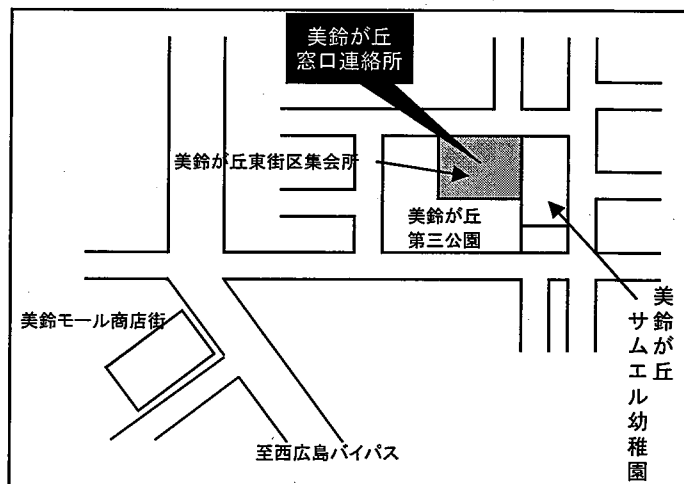 美鈴が丘
窓口連絡所
美鈴が丘東街区集会所
美鈴が丘
第三公園
美鈴モール商店街
美鈴が丘
サムエル幼稚園
至西広島バイパス